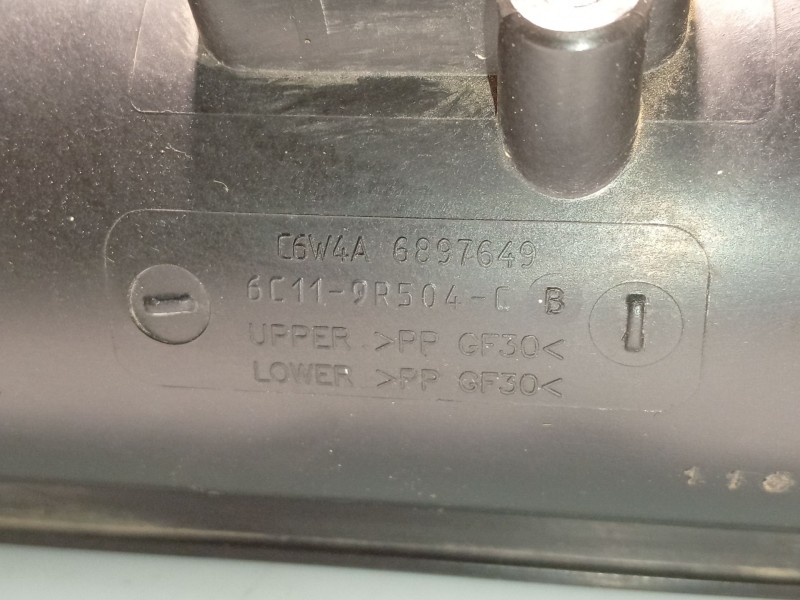 C6W4A 6897649
6C11-9R504-C B
UPPER >PP GF30<
LOWER >PP GF30<